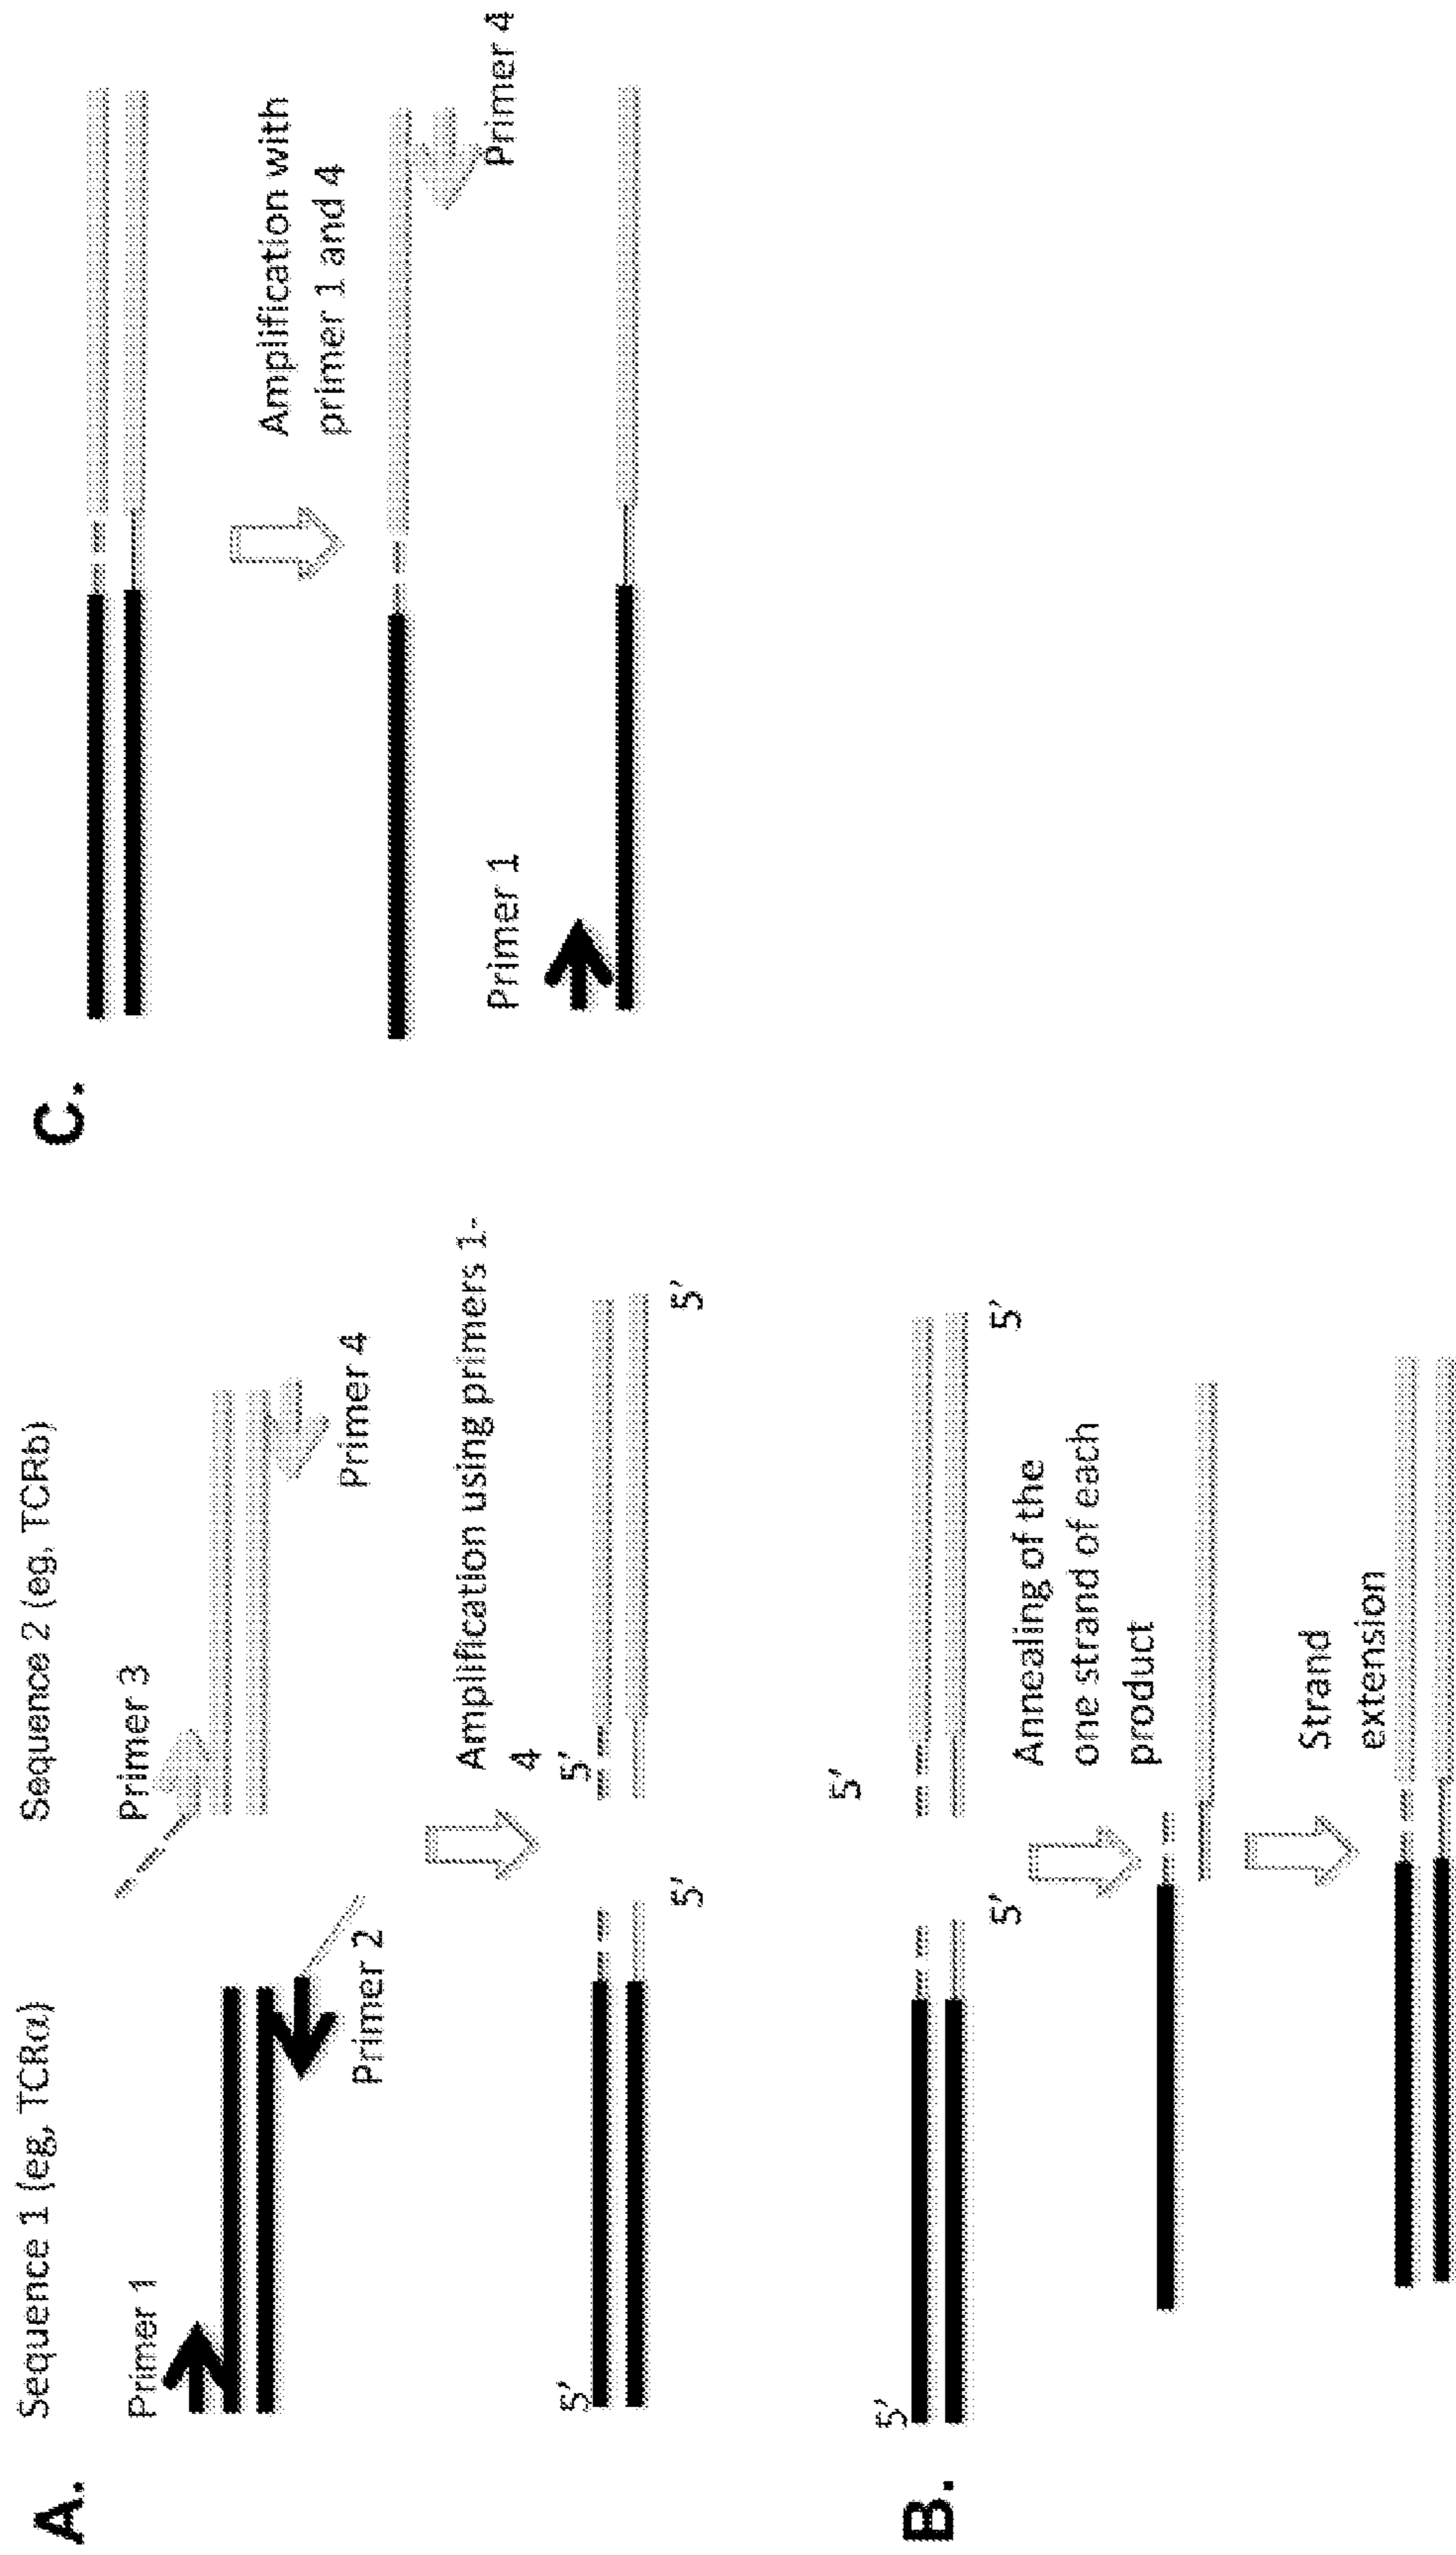 A.
Sequence 1 (eg, TCRα)
Sequence 2 (eg, TCRb)
Primer 1
Primer 3
Primer 2
Primer 4
Amplification using primers 1-
4
5'
5'
5'
5'
B.
5'
5'
5'
5'
Annealing of the
one strand of each
product
Strand
extension
C.
Amplification with
primer 1 and 4
Primer 1
Primer 4